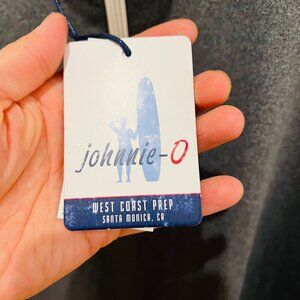 johnnie-O
WEST COAST PREP
SANTA MONICA, CA